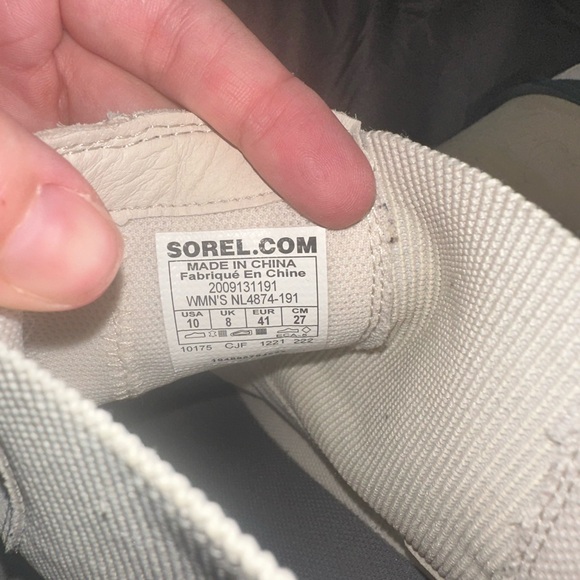 SOREL.COM
MADE IN CHINA
Fabriqué En Chine
2009131191
WMN'S NL4874-191
USA UK EUR CM
10 8 41 27
10175 CJF 1221 222